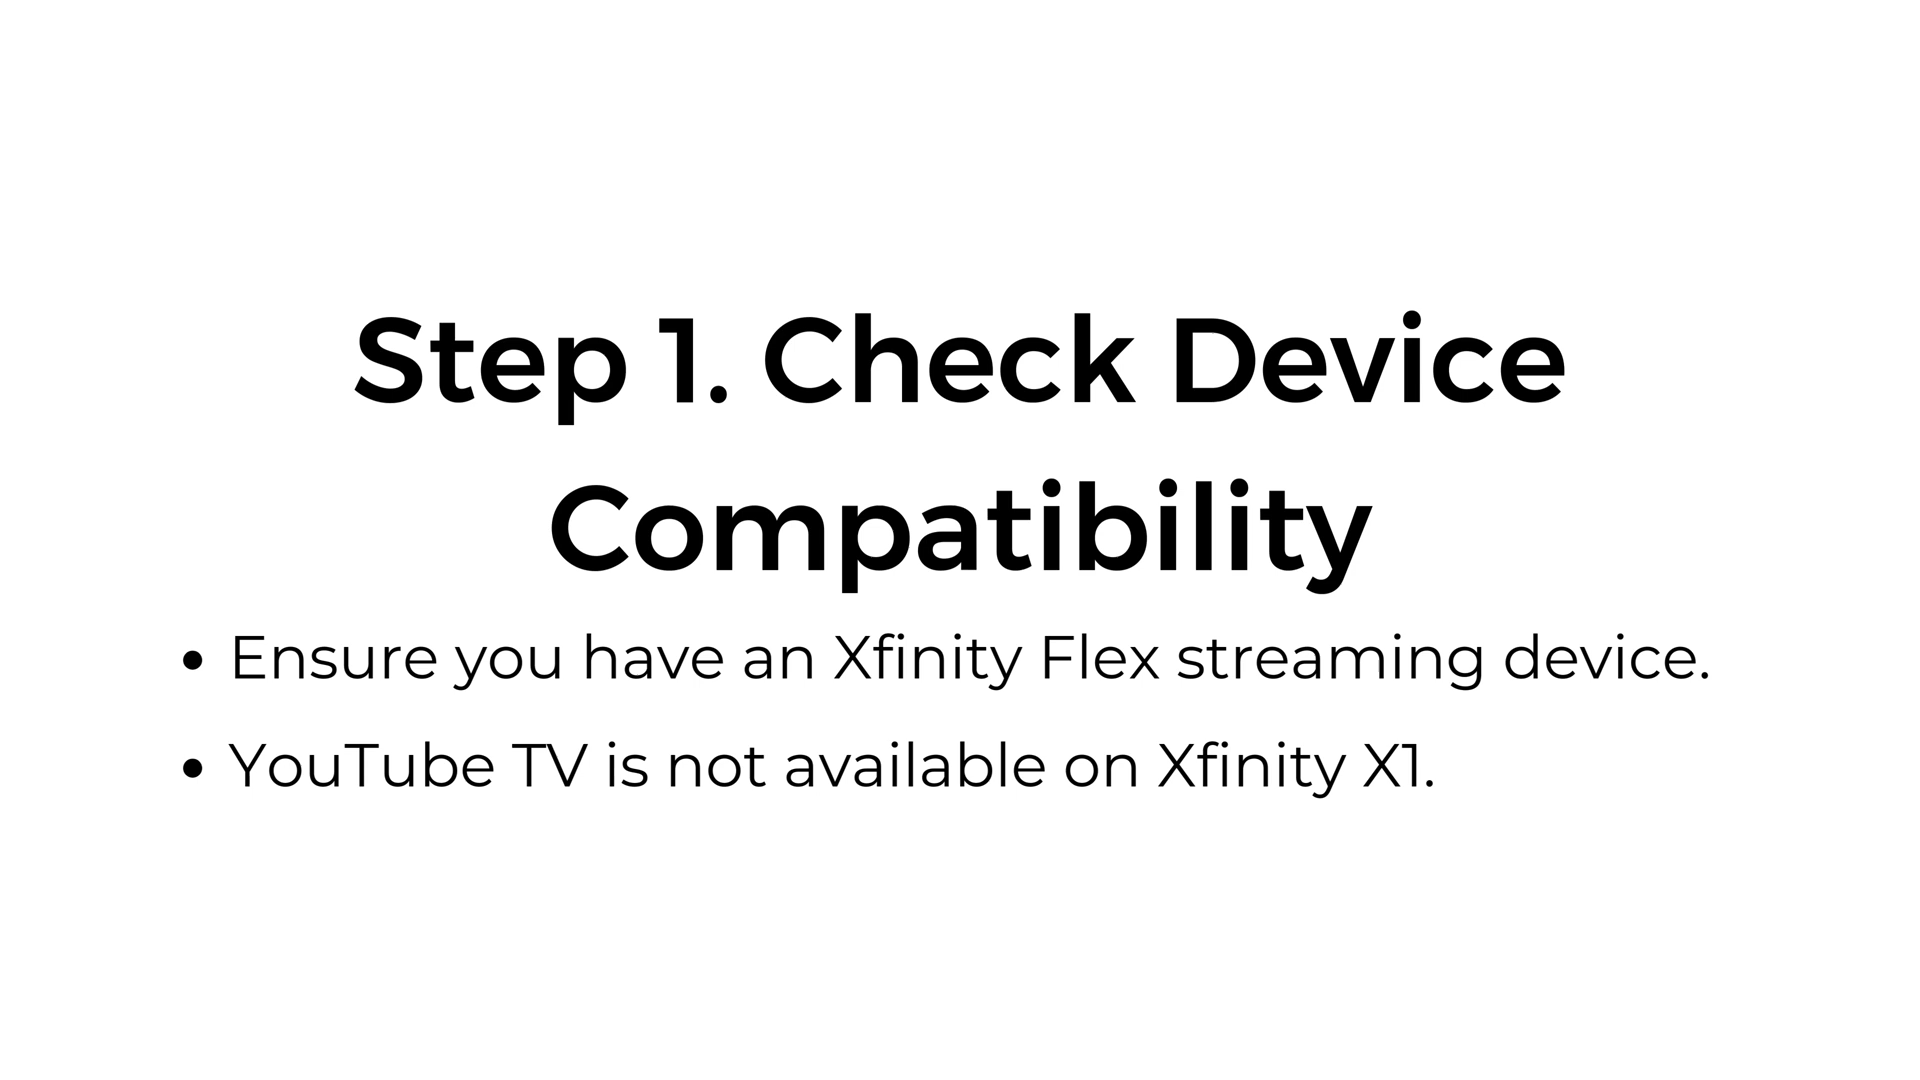 Step 1. Check Device
Compatibility
• Ensure you have an Xfinity Flex streaming device.
• YouTube TV is not available on Xfinity X1.